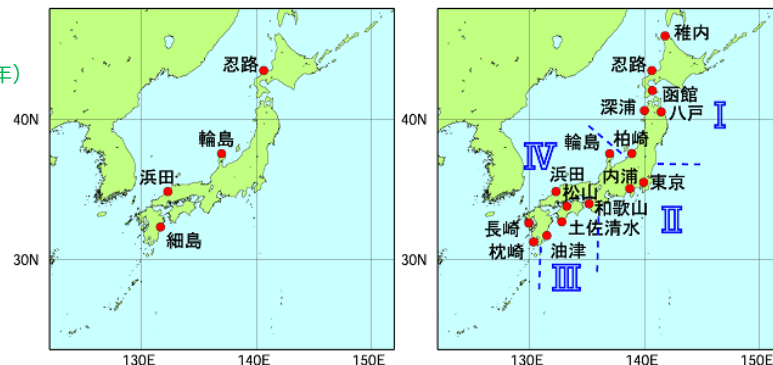 年）
忍路
輪島
浜田
細島
40N
30N
130E
140E
150E
稚内
忍路
函館
深浦
八戸
Ⅰ
輪島
柏崎
Ⅳ
浜田
内浦
東京
松山
和歌山
Ⅱ
長崎
土佐清水
枕崎
油津
Ⅲ
40N
30N
130E
140E
150E